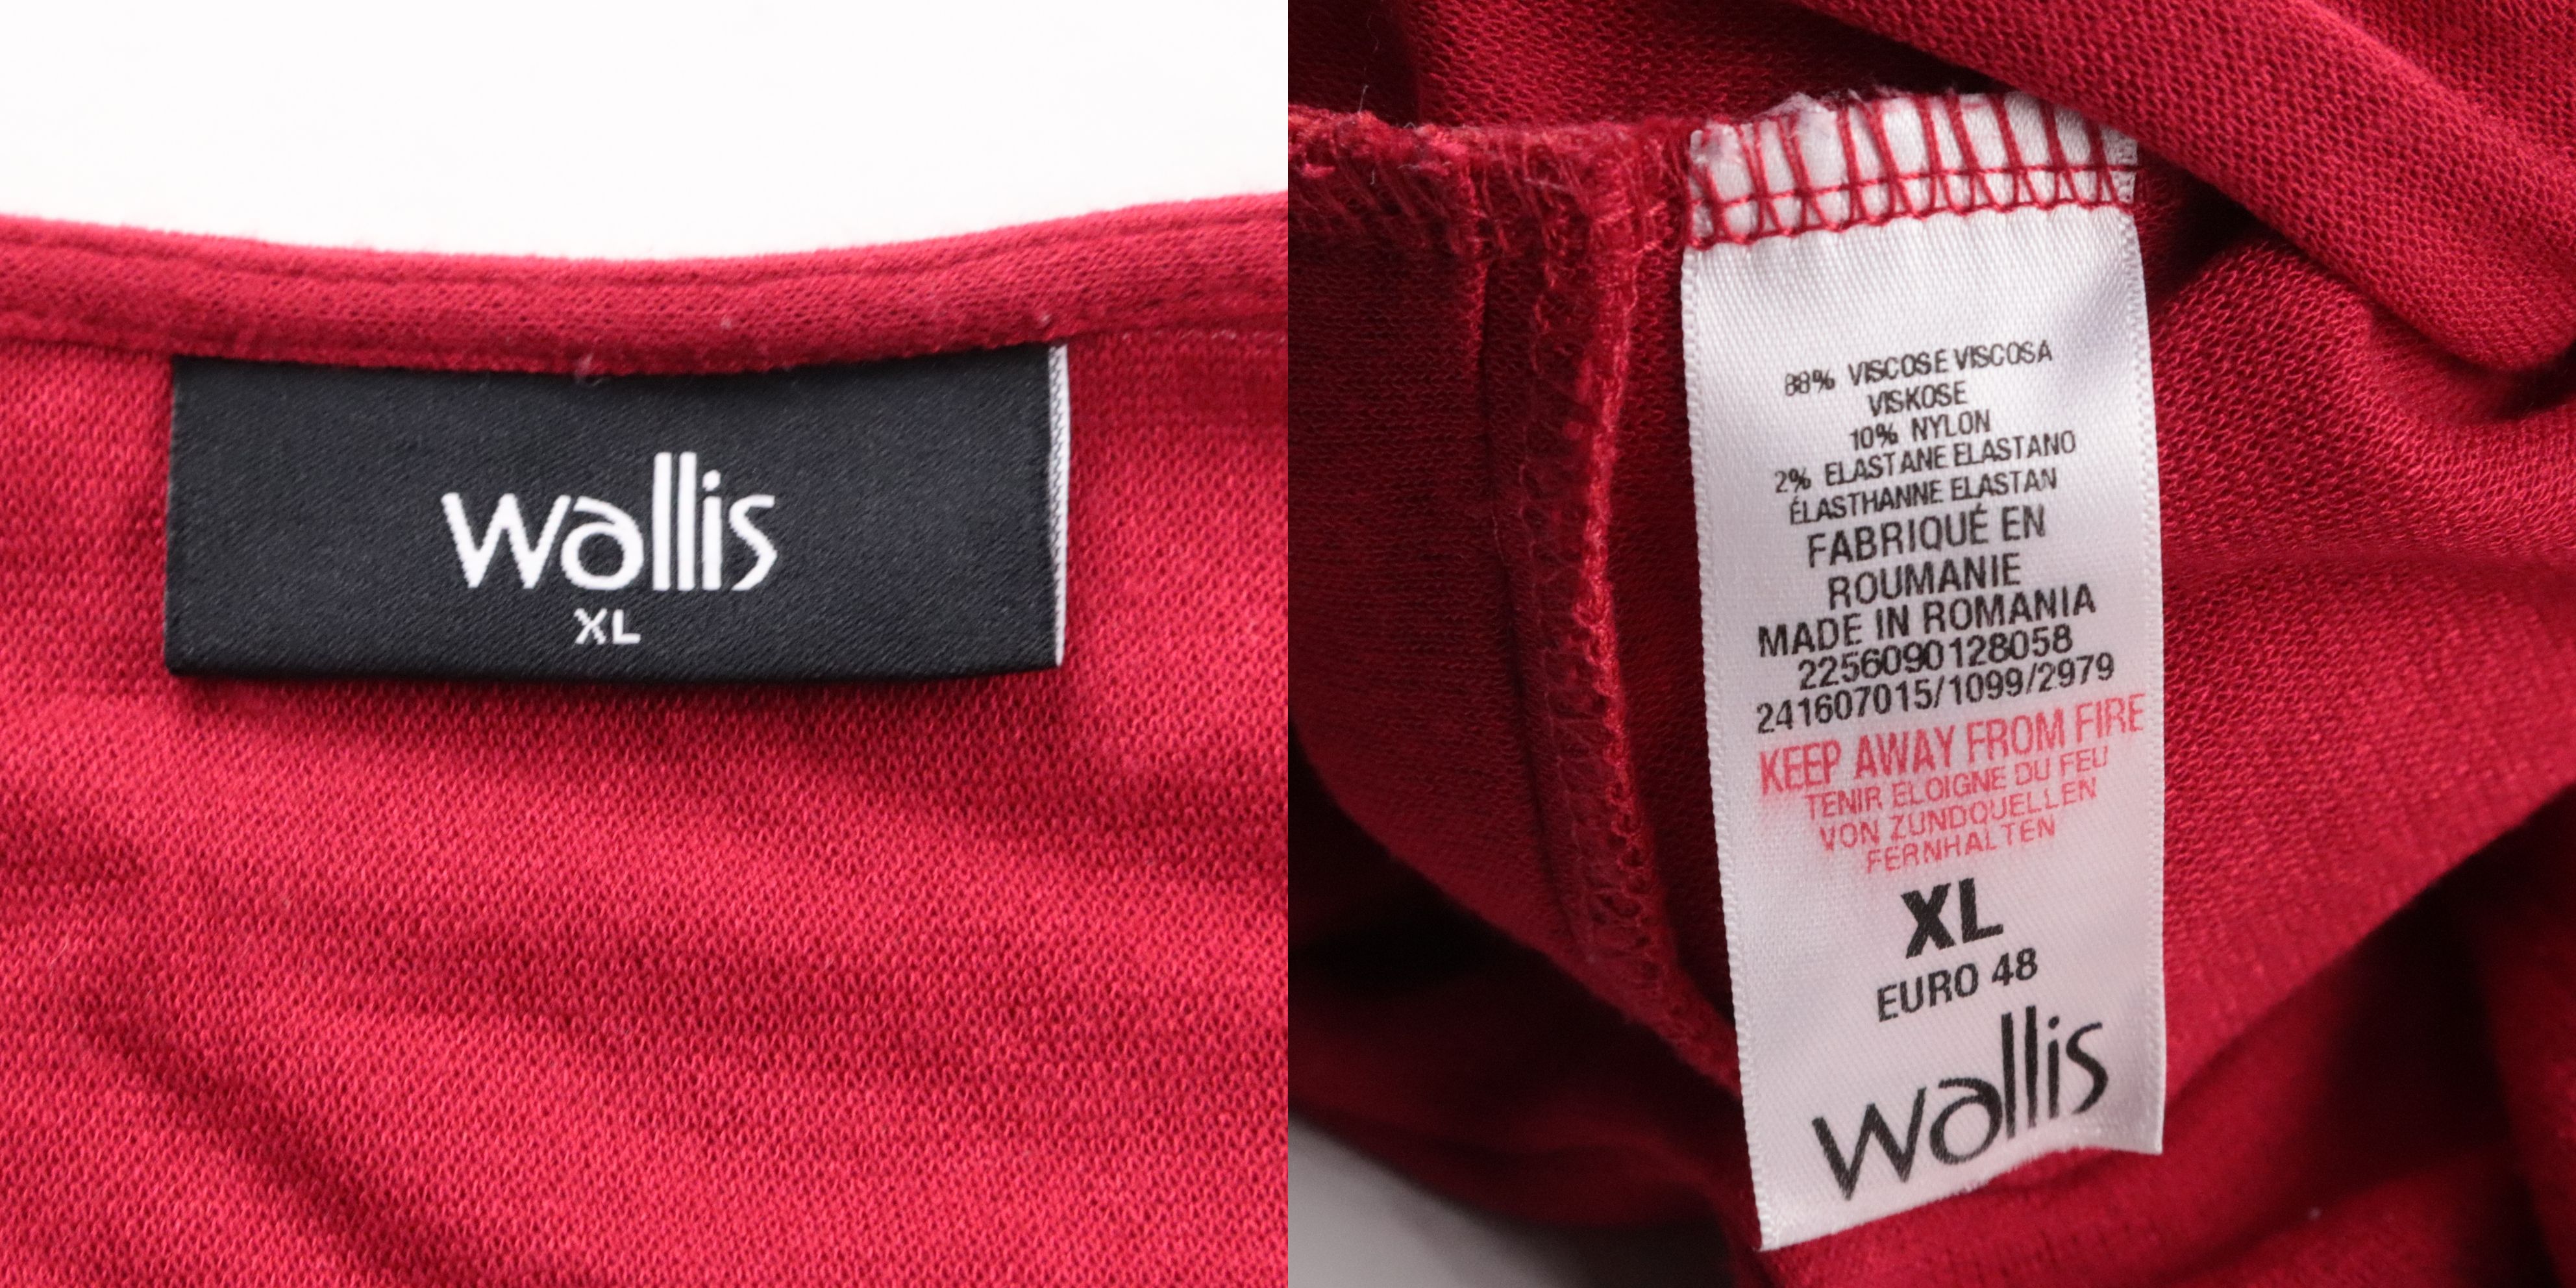 wallis
XL
88% VISCOSE VISCOSA
VISKOSE
10% NYLON
2% ELASTANE ELASTANO
ÉLASTHANNE ELASTAN
FABRIQUÉ EN
ROUMANIE
MADE IN ROMANIA
2256090128058
241607015/1099/2979
KEEP AWAY FROM FIRE
TENIR ELOIGNE DU FEU
VON ZUNDQUELLEN
FERNHALTEN
XL
EURO 48
wallis